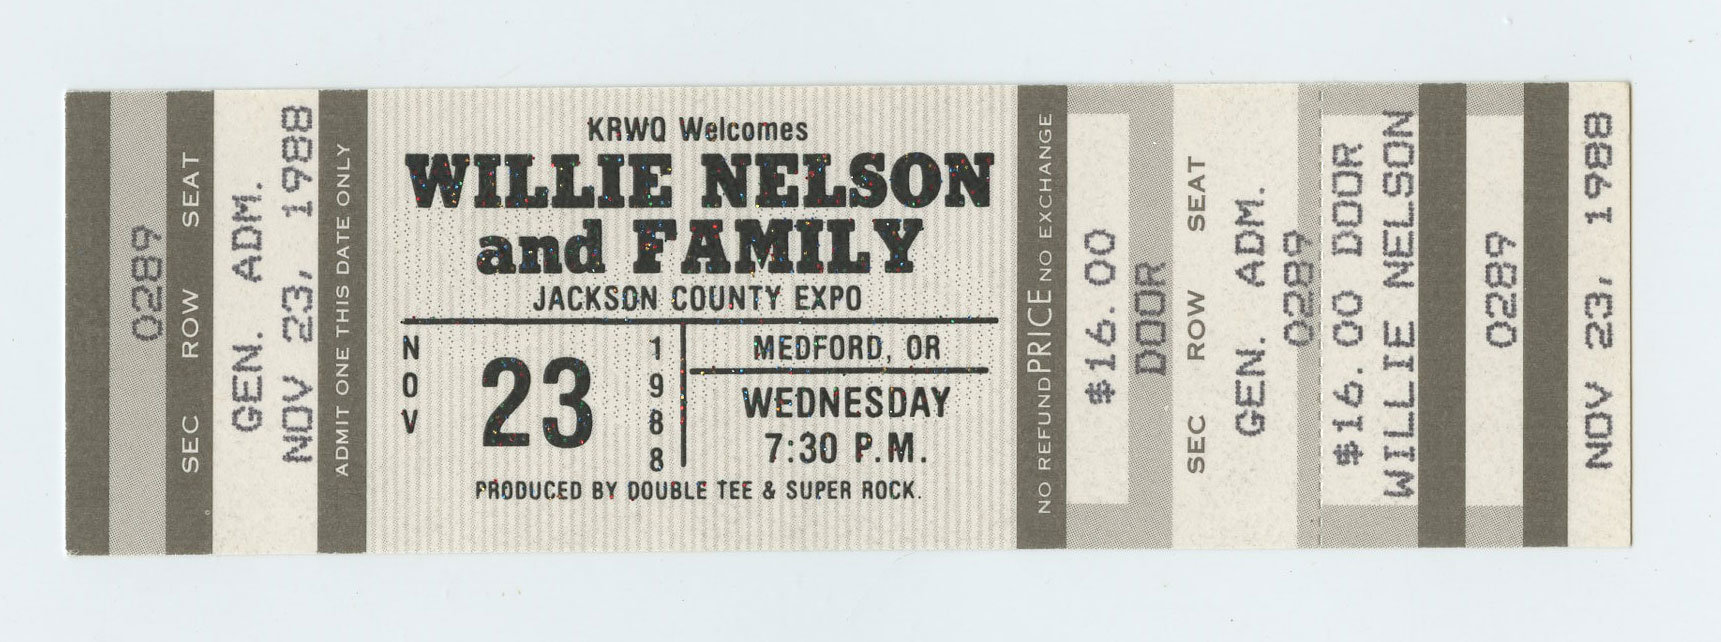 0289
SEC ROW SEAT
GEN. ADM.
NOV 23, 1988
ADMIT ONE THIS DATE ONLY
KRWQ Welcomes
WILLIE NELSON
and FAMILY
JACKSON COUNTY EXPO
NOV
23
1988
MEDFORD, OR
WEDNESDAY
7:30 P.M.
PRODUCED BY DOUBLE TEE & SUPER ROCK.
NO REFUND PRICE NO EXCHANGE
$16.00
DOOR
SEC ROW SEAT
GEN. ADM.
0289
$16.00 DOOR
WILLIE NELSON
0289
NOV 23, 1988